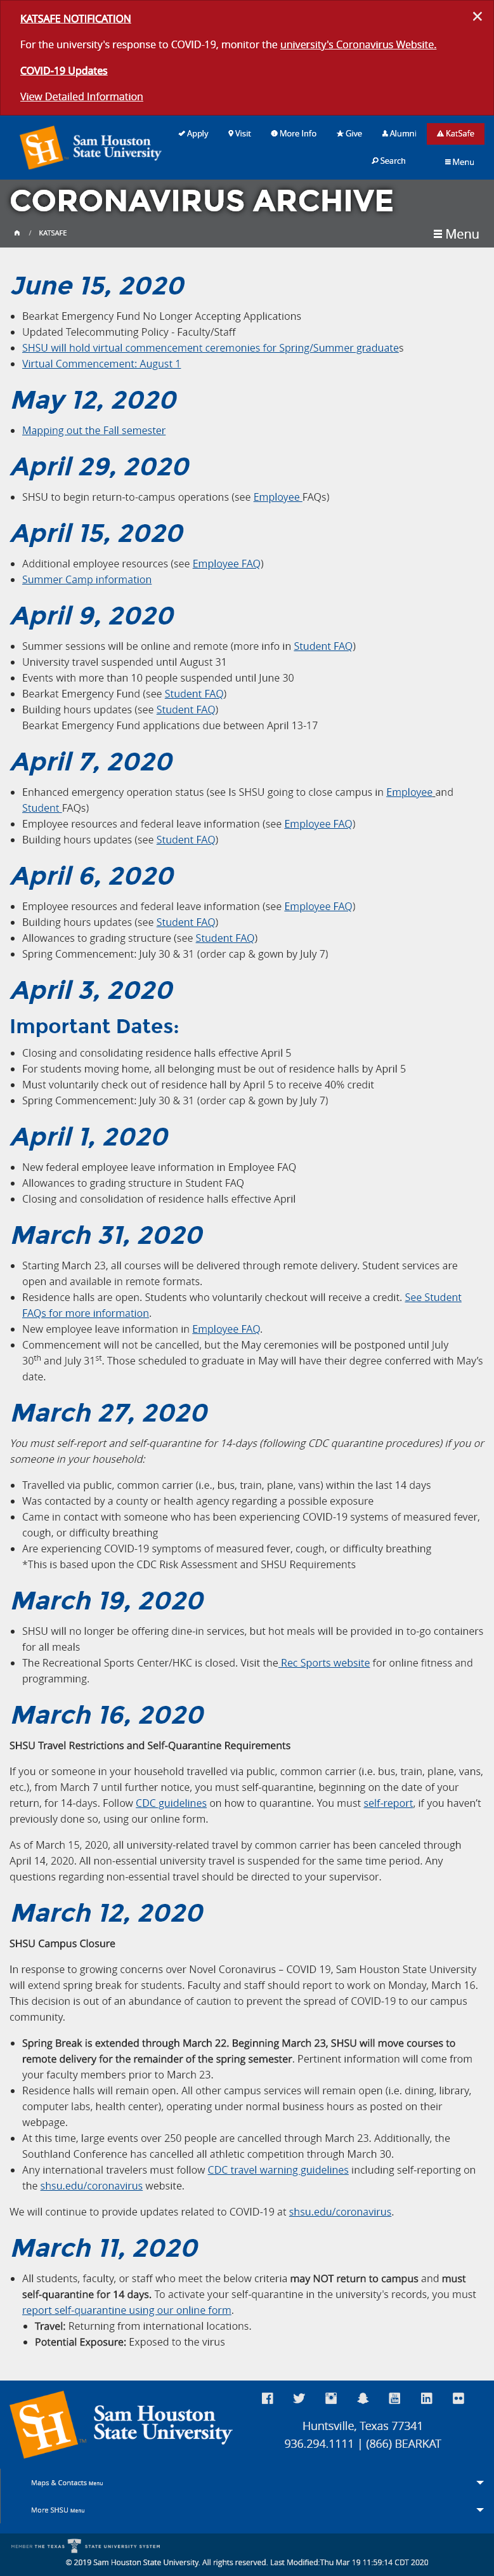 KATSAFE NOTIFICATION
×
For the university's response to COVID-19, monitor the university's Coronavirus Website.
COVID-19 Updates
View Detailed Information
SH Sam Houston State University
Apply Visit More Info Give Alumni KatSafe
Search Menu
CORONAVIRUS ARCHIVE
/ KATSAFE
Menu
June 15, 2020
Bearkat Emergency Fund No Longer Accepting Applications
Updated Telecommuting Policy - Faculty/Staff
SHSU will hold virtual commencement ceremonies for Spring/Summer graduates
Virtual Commencement: August 1
May 12, 2020
Mapping out the Fall semester
April 29, 2020
SHSU to begin return-to-campus operations (see Employee FAQs)
April 15, 2020
Additional employee resources (see Employee FAQ)
Summer Camp information
April 9, 2020
Summer sessions will be online and remote (more info in Student FAQ)
University travel suspended until August 31
Events with more than 10 people suspended until June 30
Bearkat Emergency Fund (see Student FAQ)
Building hours updates (see Student FAQ)
Bearkat Emergency Fund applications due between April 13-17
April 7, 2020
Enhanced emergency operation status (see Is SHSU going to close campus in Employee and
Student FAQs)
Employee resources and federal leave information (see Employee FAQ)
Building hours updates (see Student FAQ)
April 6, 2020
Employee resources and federal leave information (see Employee FAQ)
Building hours updates (see Student FAQ)
Allowances to grading structure (see Student FAQ)
Spring Commencement: July 30 & 31 (order cap & gown by July 7)
April 3, 2020
Important Dates:
Closing and consolidating residence halls effective April 5
For students moving home, all belonging must be out of residence halls by April 5
Must voluntarily check out of residence hall by April 5 to receive 40% credit
Spring Commencement: July 30 & 31 (order cap & gown by July 7)
April 1, 2020
New federal employee leave information in Employee FAQ
Allowances to grading structure in Student FAQ
Closing and consolidation of residence halls effective April
March 31, 2020
Starting March 23, all courses will be delivered through remote delivery. Student services are
open and available in remote formats.
Residence halls are open. Students who voluntarily checkout will receive a credit. See Student
FAQs for more information.
New employee leave information in Employee FAQ.
Commencement will not be cancelled, but the May ceremonies will be postponed until July
30th and July 31st. Those scheduled to graduate in May will have their degree conferred with May's
date.
March 27, 2020
You must self-report and self-quarantine for 14-days (following CDC quarantine procedures) if you or
someone in your household:
Travelled via public, common carrier (i.e., bus, train, plane, vans) within the last 14 days
Was contacted by a county or health agency regarding a possible exposure
Came in contact with someone who has been experiencing COVID-19 systems of measured fever,
cough, or difficulty breathing
Are experiencing COVID-19 symptoms of measured fever, cough, or difficulty breathing
*This is based upon the CDC Risk Assessment and SHSU Requirements
March 19, 2020
SHSU will no longer be offering dine-in services, but hot meals will be provided in to-go containers
for all meals
The Recreational Sports Center/HKC is closed. Visit the Rec Sports website for online fitness and
programming.
March 16, 2020
SHSU Travel Restrictions and Self-Quarantine Requirements
If you or someone in your household travelled via public, common carrier (i.e. bus, train, plane, vans,
etc.), from March 7 until further notice, you must self-quarantine, beginning on the date of your
return, for 14-days. Follow CDC guidelines on how to quarantine. You must self-report, if you haven't
previously done so, using our online form.
As of March 15, 2020, all university-related travel by common carrier has been canceled through
April 14, 2020. All non-essential university travel is suspended for the same time period. Any
questions regarding non-essential travel should be directed to your supervisor.
March 12, 2020
SHSU Campus Closure
In response to growing concerns over Novel Coronavirus – COVID 19, Sam Houston State University
will extend spring break for students. Faculty and staff should report to work on Monday, March 16.
This decision is out of an abundance of caution to prevent the spread of COVID-19 to our campus
community.
Spring Break is extended through March 22. Beginning March 23, SHSU will move courses to
remote delivery for the remainder of the spring semester. Pertinent information will come from
your faculty members prior to March 23.
Residence halls will remain open. All other campus services will remain open (i.e. dining, library,
computer labs, health center), operating under normal business hours as posted on their
webpage.
At this time, large events over 250 people are cancelled through March 23. Additionally, the
Southland Conference has cancelled all athletic competition through March 30.
Any international travelers must follow CDC travel warning guidelines including self-reporting on
the shsu.edu/coronavirus website.
We will continue to provide updates related to COVID-19 at shsu.edu/coronavirus.
March 11, 2020
All students, faculty, or staff who meet the below criteria may NOT return to campus and must
self-quarantine for 14 days. To activate your self-quarantine in the university's records, you must
report self-quarantine using our online form.
Travel: Returning from international locations.
Potential Exposure: Exposed to the virus
SH Sam Houston State University
Huntsville, Texas 77341
936.294.1111 | (866) BEARKAT
Maps & Contacts Menu
More SHSU Menu
MEMBER THE TEXAS STATE UNIVERSITY SYSTEM
© 2019 Sam Houston State University. All rights reserved. Last Modified:Thu Mar 19 11:59:14 CDT 2020